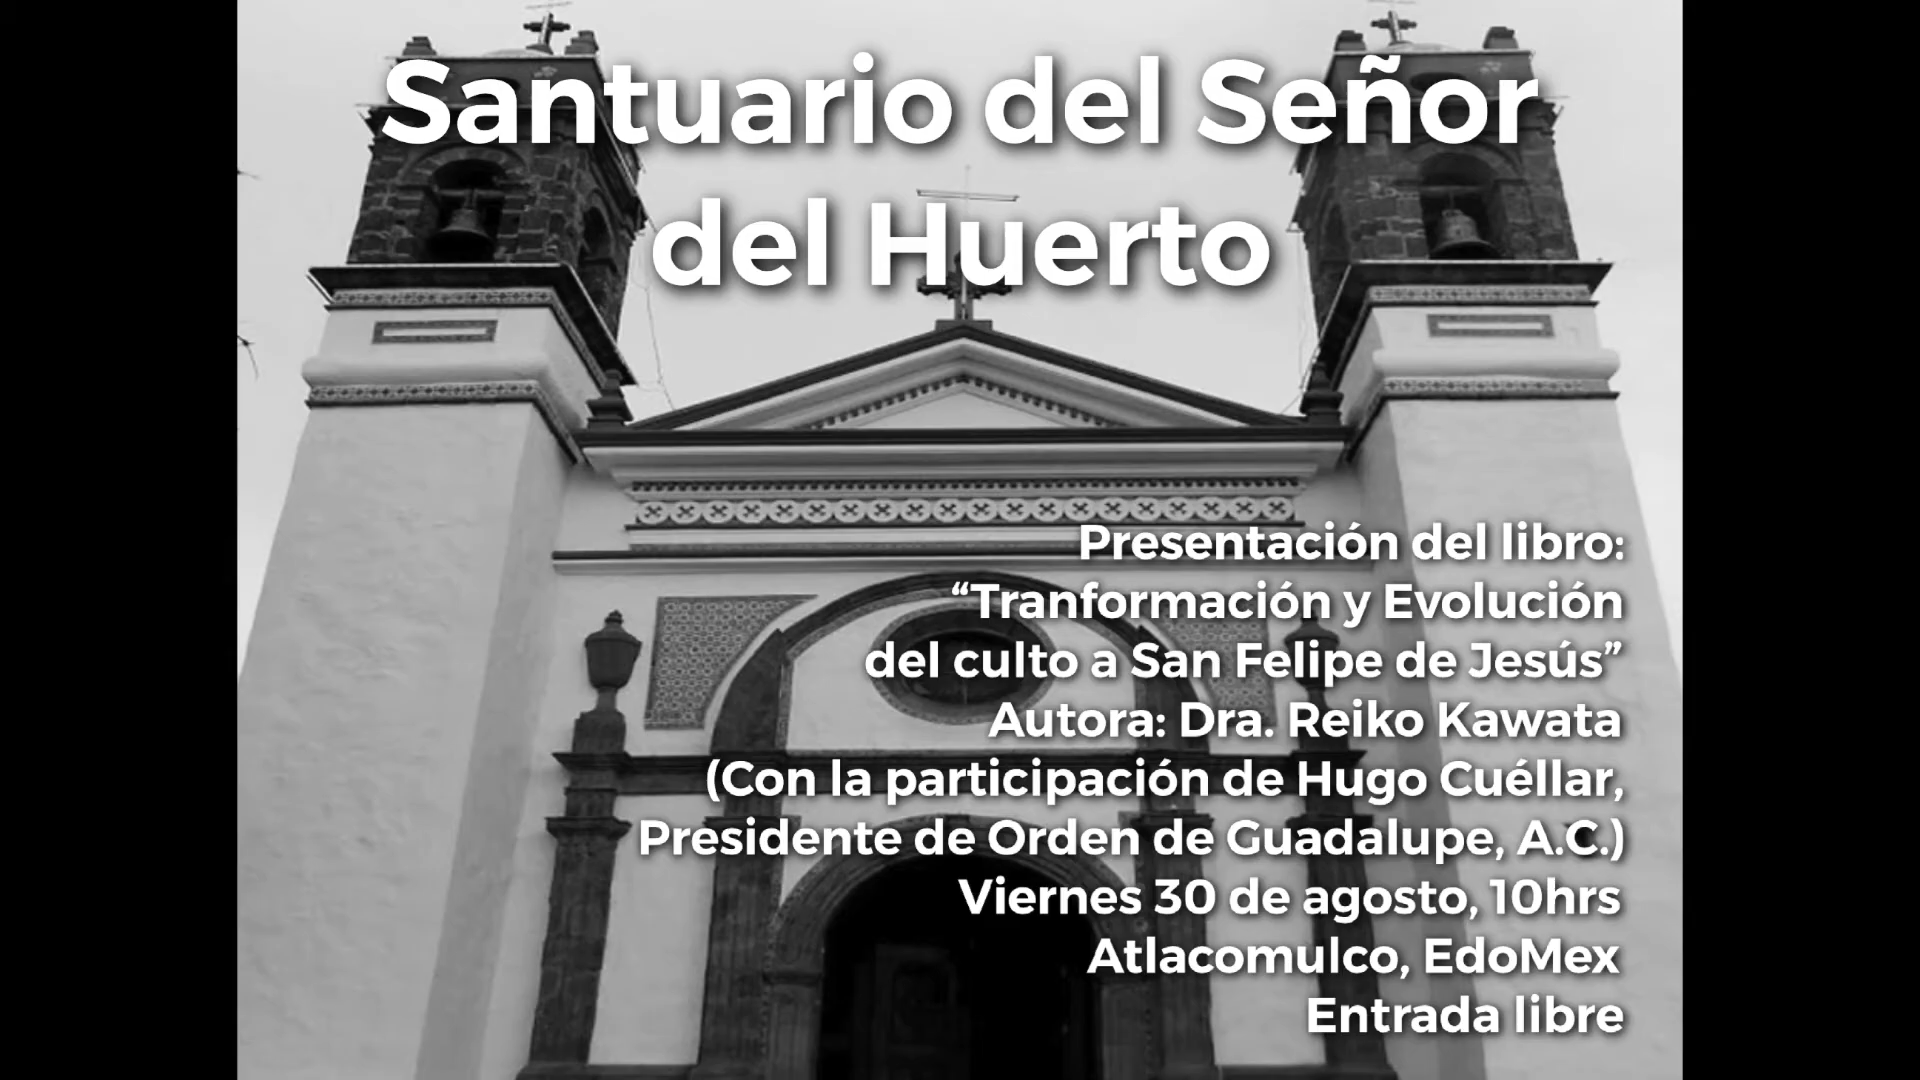 Santuario del Señor
del Huerto
Presentación del libro:
“Tranformación y Evolución
del culto a San Felipe de Jesús”
Autora: Dra. Reiko Kawata
(Con la participación de Hugo Cuéllar,
Presidente de Orden de Guadalupe, A.C.)
Viernes 30 de agosto, 10hrs
Atlacomulco, EdoMex
Entrada libre